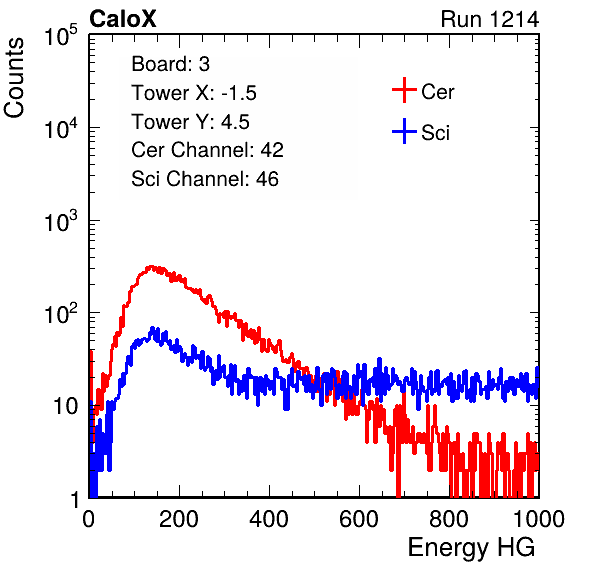 CaloX Run 1214
10^5
Counts
Board: 3
Tower X: -1.5
Tower Y: 4.5
Cer Channel: 42
Sci Channel: 46
Cer
Sci
10^4
10^3
10^2
10
1
0 200 400 600 800 1000
Energy HG